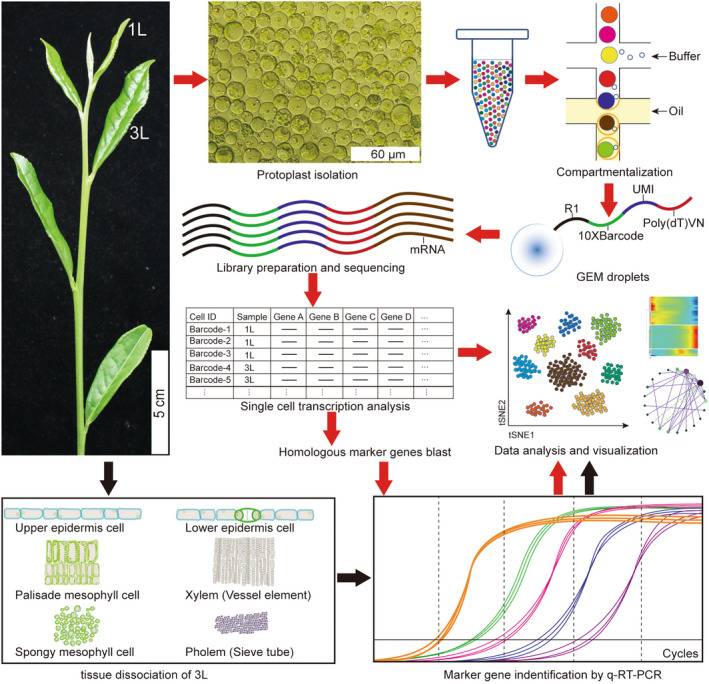 1L
3L
5 cm
60 µm
Protoplast isolation
Buffer
Oil
Compartmentalization
R1
10XBarcode
UMI
Poly(dT)VN
GEM droplets
mRNA
Library preparation and sequencing
Cell ID Sample Gene A Gene B Gene C Gene D ...
Barcode-1 1L — — — — ...
Barcode-2 1L — — — — ...
Barcode-3 1L — — — — ...
Barcode-4 3L — — — — ...
Barcode-5 3L — — — — ...
⋮ ⋮ ⋮ ⋮ ⋮ ⋮ ...
Single cell transcription analysis
tSNE2
tSNE1
Data analysis and visualization
Homologous marker genes blast
Upper epidermis cell
Lower epidermis cell
Palisade mesophyll cell
Xylem (Vessel element)
Spongy mesophyll cell
Pholem (Sieve tube)
tissue dissociation of 3L
Cycles
Marker gene indentification by q-RT-PCR